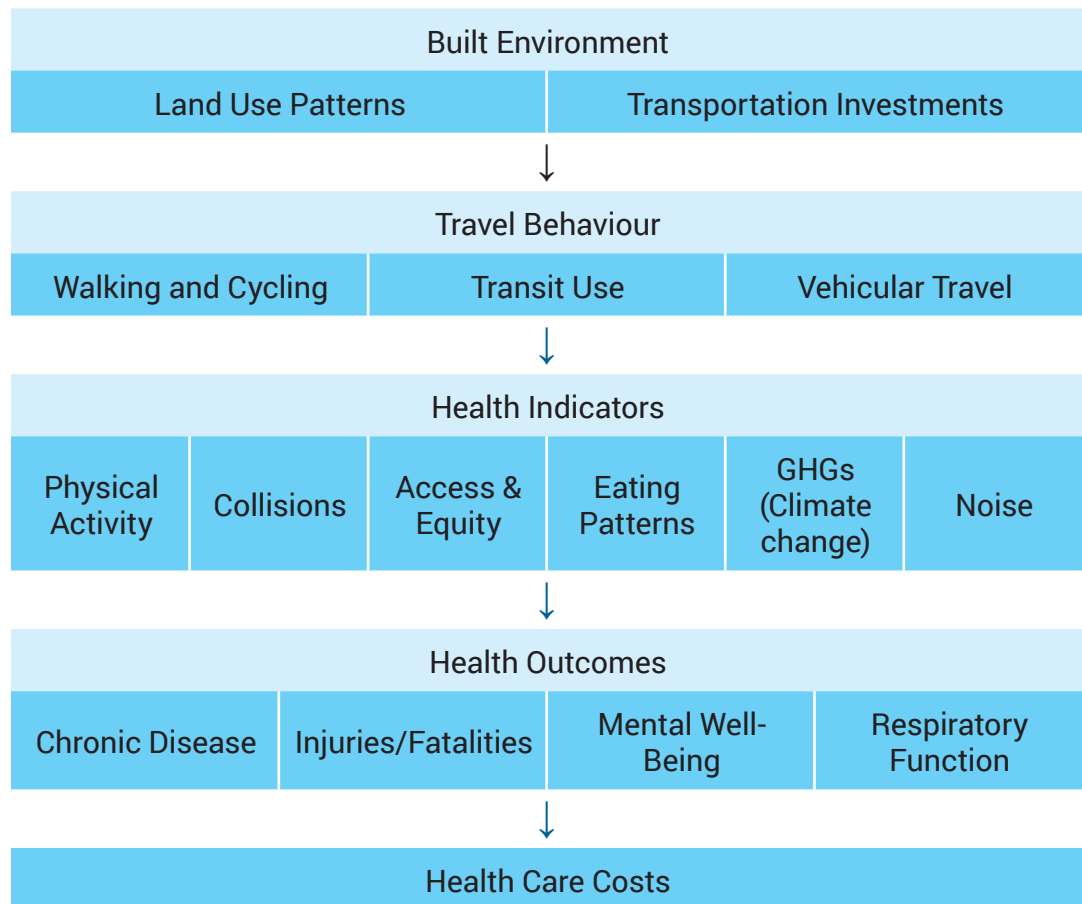 Built Environment
Land Use Patterns
Transportation Investments
Travel Behaviour
Walking and Cycling
Transit Use
Vehicular Travel
Health Indicators
Physical
Activity
Collisions
Access &
Equity
Eating
Patterns
GHGs
(Climate
change)
Noise
Health Outcomes
Chronic Disease
Injuries/Fatalities
Mental Well-
Being
Respiratory
Function
Health Care Costs